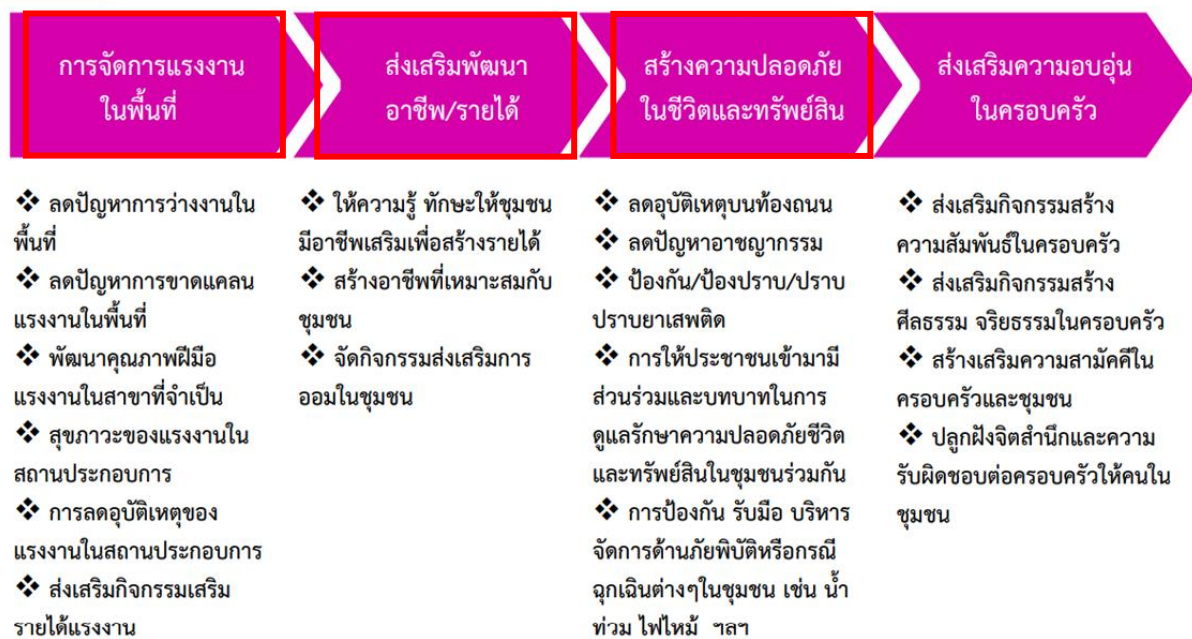 การจัดการแรงงาน
ในพื้นที่
ส่งเสริมพัฒนา
อาชีพ/รายได้
สร้างความปลอดภัย
ในชีวิตและทรัพย์สิน
ส่งเสริมความอบอุ่น
ในครอบครัว
❖ ลดปัญหาการว่างงานใน
พื้นที่
❖ ลดปัญหาการขาดแคลน
แรงงานในพื้นที่
❖ พัฒนาคุณภาพฝีมือ
แรงงานในสาขาที่จำเป็น
❖ สุขภาวะของแรงงานใน
สถานประกอบการ
❖ การลดอุบัติเหตุของ
แรงงานในสถานประกอบการ
❖ ส่งเสริมกิจกรรมเสริม
รายได้แรงงาน
❖ ให้ความรู้ ทักษะให้ชุมชน
มีอาชีพเสริมเพื่อสร้างรายได้
❖ สร้างอาชีพที่เหมาะสมกับ
ชุมชน
❖ จัดกิจกรรมส่งเสริมการ
ออมในชุมชน
❖ ลดอุบัติเหตุบนท้องถนน
❖ ลดปัญหาอาชญากรรม
❖ ป้องกัน/ป้องปราบ/ปราบ
ปราบยาเสพติด
❖ การให้ประชาชนเข้ามามี
ส่วนร่วมและบทบาทในการ
ดูแลรักษาความปลอดภัยชีวิต
และทรัพย์สินในชุมชนร่วมกัน
❖ การป้องกัน รับมือ บริหาร
จัดการด้านภัยพิบัติหรือกรณี
ฉุกเฉินต่างๆในชุมชน เช่น น้ำ
ท่วม ไฟไหม้ ฯลฯ
❖ ส่งเสริมกิจกรรมสร้าง
ความสัมพันธ์ในครอบครัว
❖ ส่งเสริมกิจกรรมสร้าง
ศีลธรรม จริยธรรมในครอบครัว
❖ สร้างเสริมความสามัคคีใน
ครอบครัวและชุมชน
❖ ปลูกฝังจิตสำนึกและความ
รับผิดชอบต่อครอบครัวให้คนใน
ชุมชน